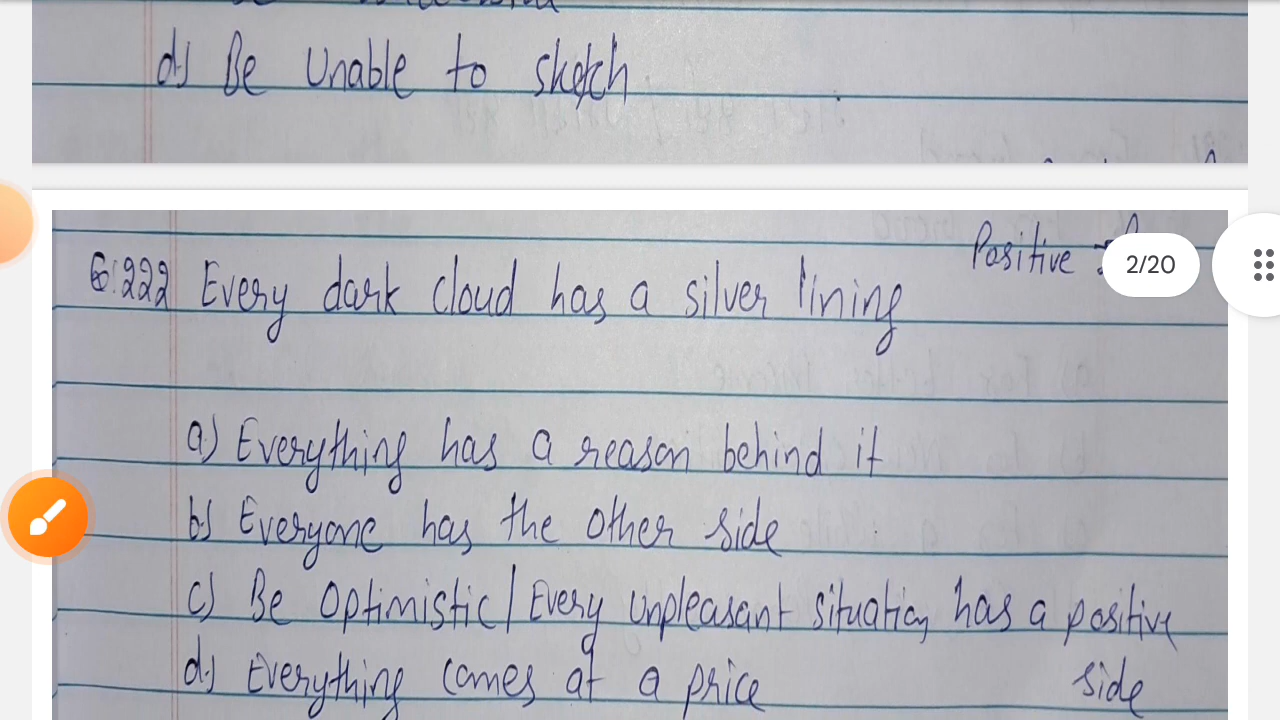 d) Be Unable to sketch
Positive
Q.222 Every dark cloud has a silver lining
2/20
a) Everything has a reason behind it
b) Everyone has the other side
c) Be Optimistic / Every unpleasant situation has a positive
side
d) Everything comes at a price